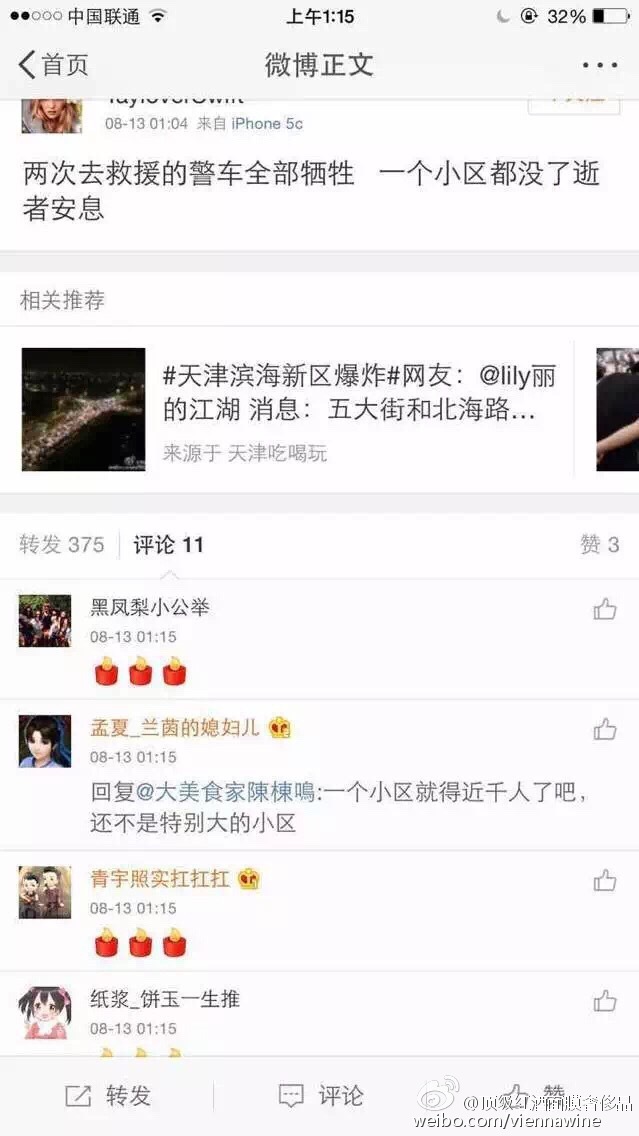 中国联通
上午1:15
32%
首页
微博正文
08-13 01:04 来自 iPhone 5c
两次去救援的警车全部牺牲 一个小区都没了逝
者安息
相关推荐
#天津滨海新区爆炸#网友：@lily丽
的江湖 消息：五大街和北海路...
来源于 天津吃喝玩
转发 375
评论 11
赞 3
黑凤梨小公举
08-13 01:15
孟夏_兰茵的媳妇儿
08-13 01:15
回复@大美食家陳棟鳴:一个小区就得近千人了吧，
还不是特别大的小区
青宇照实扛扛扛
08-13 01:15
纸浆_饼玉一生推
08-13 01:15
转发
评论
赞
@顶级红酒面膜奢侈品
weibo.com/viennawine